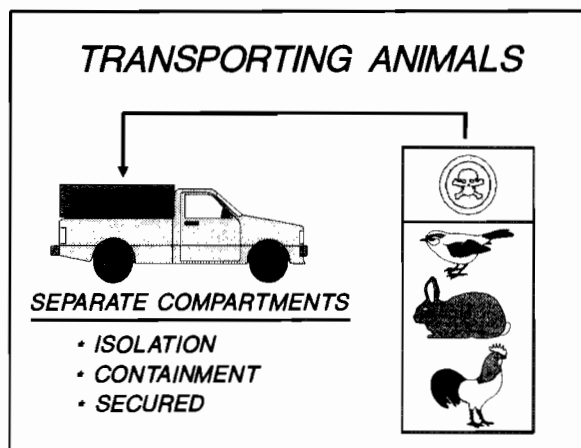 TRANSPORTING ANIMALS
SEPARATE COMPARTMENTS
* ISOLATION
* CONTAINMENT
* SECURED